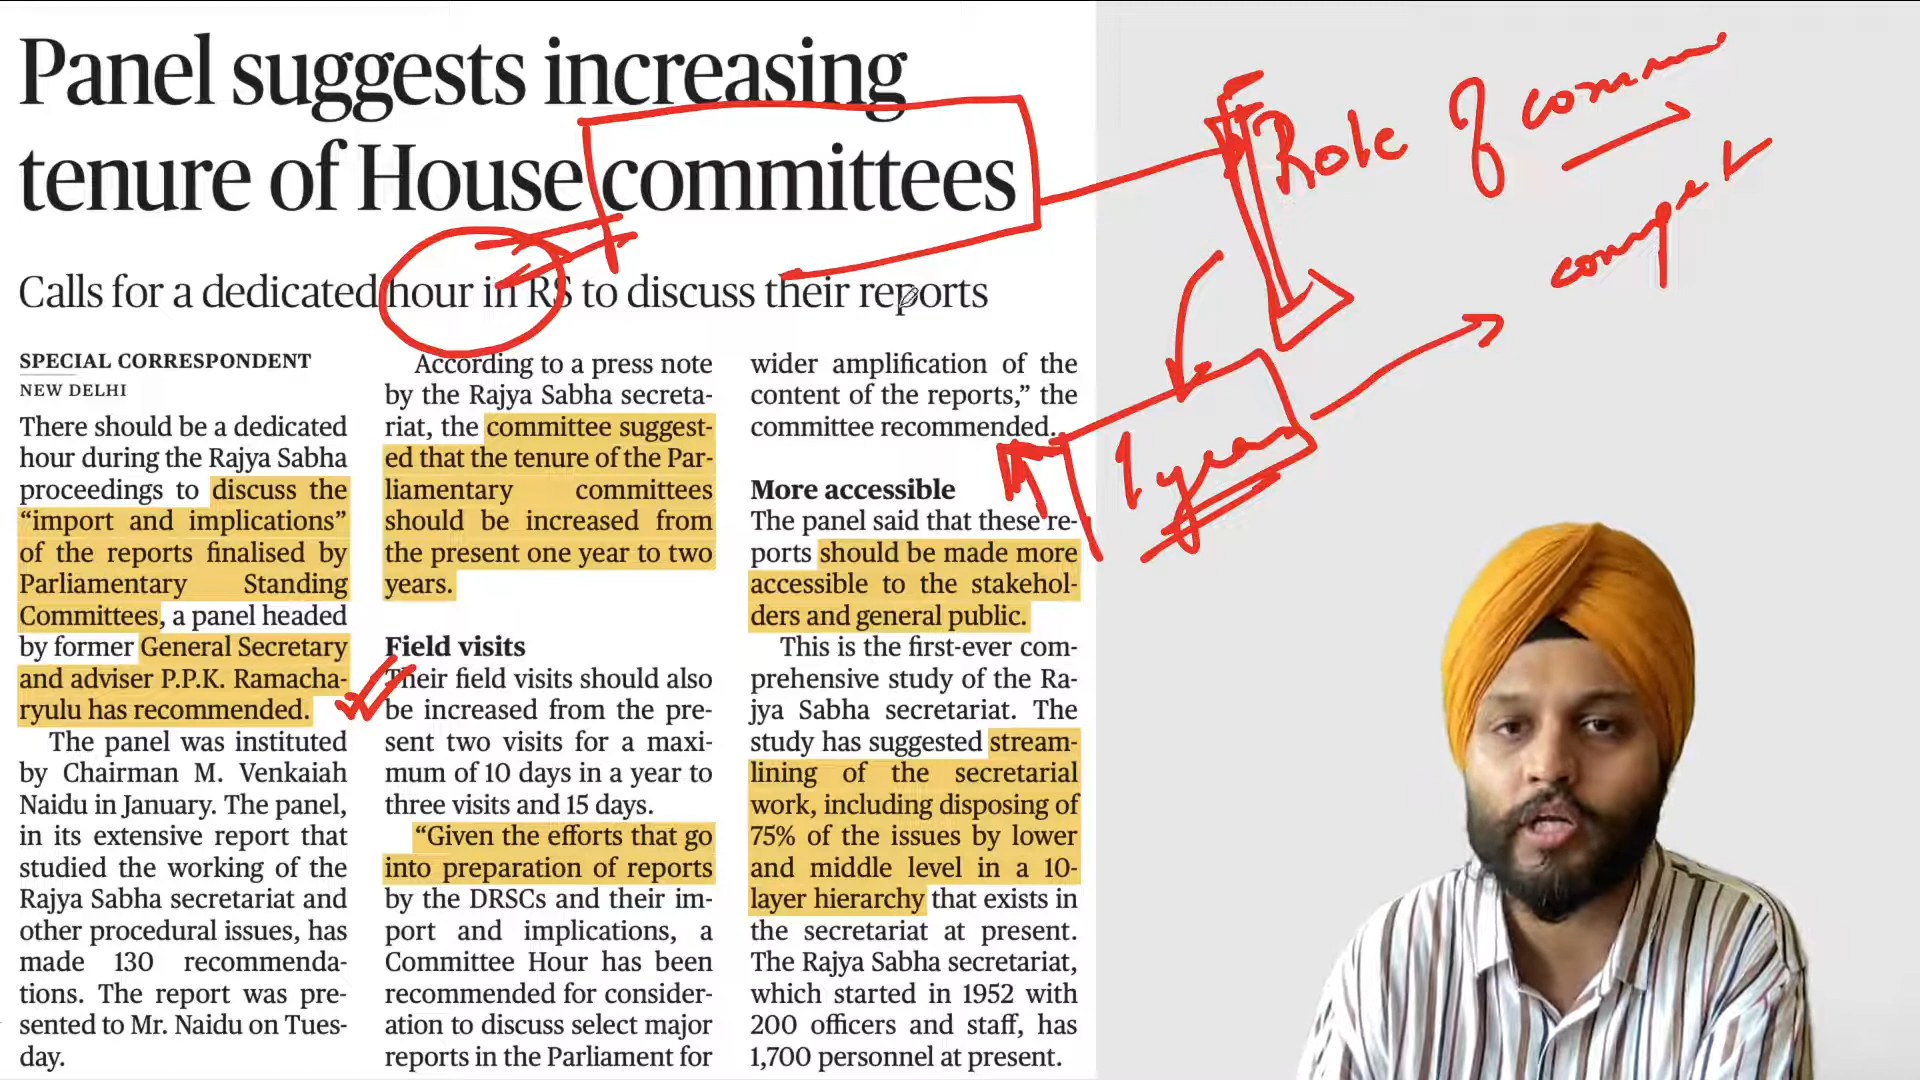 Panel suggests increasing
tenure of House committees
Calls for a dedicated hour in RS to discuss their reports
SPECIAL CORRESPONDENT
NEW DELHI
There should be a dedicated
hour during the Rajya Sabha
proceedings to discuss the
“import and implications”
of the reports finalised by
Parliamentary Standing
Committees, a panel headed
by former General Secretary
and adviser P.P.K. Ramacha-
ryulu has recommended.
The panel was instituted
by Chairman M. Venkaiah
Naidu in January. The panel,
in its extensive report that
studied the working of the
Rajya Sabha secretariat and
other procedural issues, has
made 130 recommenda-
tions. The report was pre-
sented to Mr. Naidu on Tues-
day.
According to a press note
by the Rajya Sabha secreta-
riat, the committee suggest-
ed that the tenure of the Par-
liamentary committees
should be increased from
the present one year to two
years.
Field visits
Their field visits should also
be increased from the pre-
sent two visits for a maxi-
mum of 10 days in a year to
three visits and 15 days.
“Given the efforts that go
into preparation of reports
by the DRSCs and their im-
port and implications, a
Committee Hour has been
recommended for consider-
ation to discuss select major
reports in the Parliament for
wider amplification of the
content of the reports,” the
committee recommended.
More accessible
The panel said that these re-
ports should be made more
accessible to the stakehol-
ders and general public.
This is the first-ever com-
prehensive study of the Ra-
jya Sabha secretariat. The
study has suggested stream-
lining of the secretarial
work, including disposing of
75% of the issues by lower
and middle level in a 10-
layer hierarchy that exists in
the secretariat at present.
The Rajya Sabha secretariat,
which started in 1952 with
200 officers and staff, has
1,700 personnel at present.
Role of comm
1 year